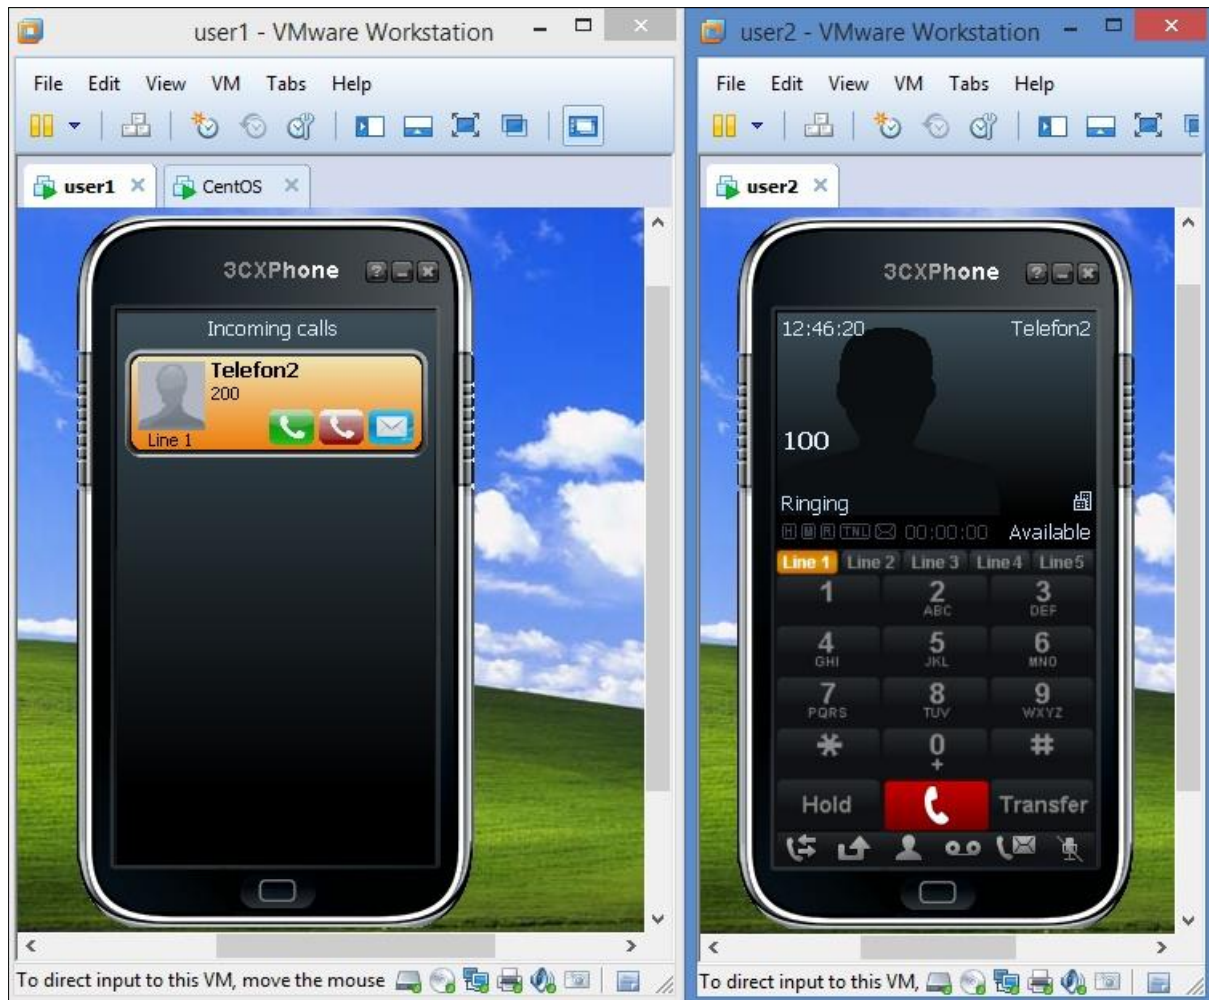 user1 - VMware Workstation
File Edit View VM Tabs Help
user1 CentOS
3CXPhone
Incoming calls
Telefon2
200
Line 1
To direct input to this VM, move the mouse
user2 - VMware Workstation
File Edit View VM Tabs Help
user2
3CXPhone
12:46:20 Telefon2
100
Ringing
H M R TNL 00:00:00 Available
Line 1 Line 2 Line 3 Line 4 Line5
1 2 3
ABC DEF
4 5 6
GHI JKL MNO
7 8 9
PQRS TUV WXYZ
* 0 #
+
Hold Transfer
To direct input to this VM,